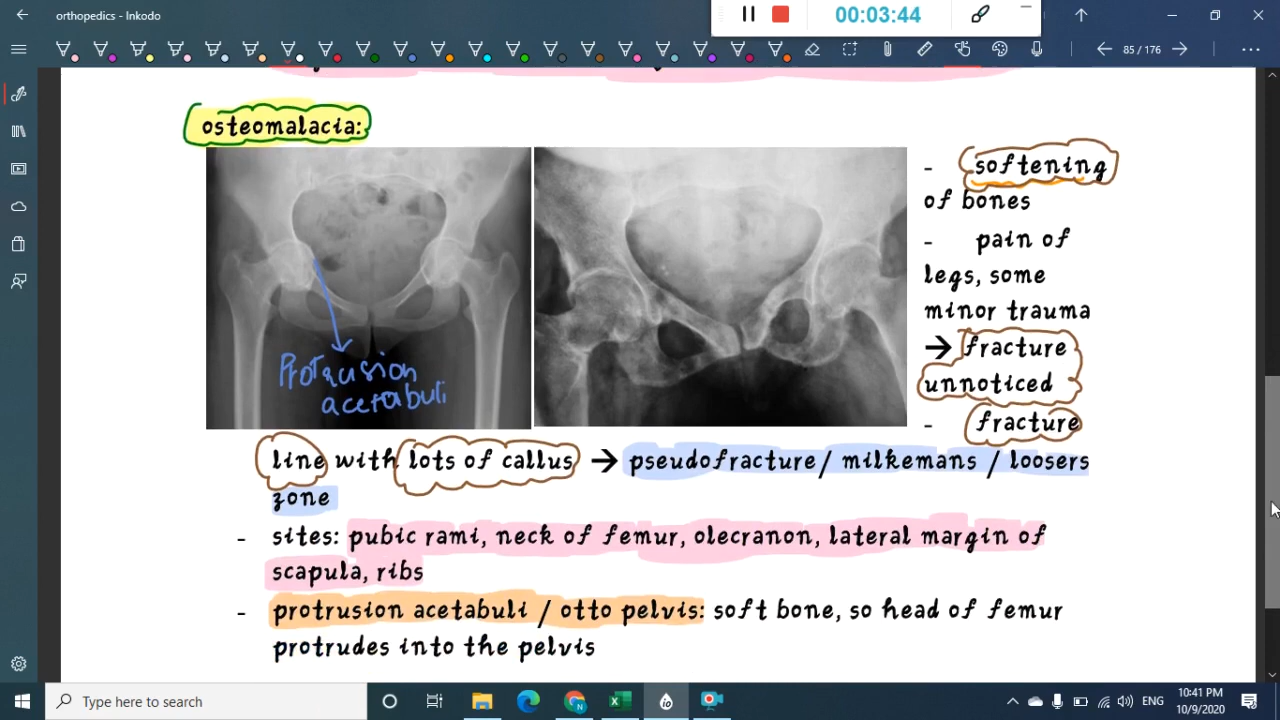 orthopedics - Inkodo
00:03:44
85 / 176
osteomalacia:
Protrusion
acetabuli
- softening
of bones
- pain of
legs, some
minor trauma
→ fracture
unnoticed
- fracture
line with lots of callus → pseudofracture/ milkemans / loosers
zone
- sites: pubic rami, neck of femur, olecranon, lateral margin of
scapula, ribs
- protrusion acetabuli / otto pelvis: soft bone, so head of femur
protrudes into the pelvis
Type here to search
ENG
10:41 PM
10/9/2020